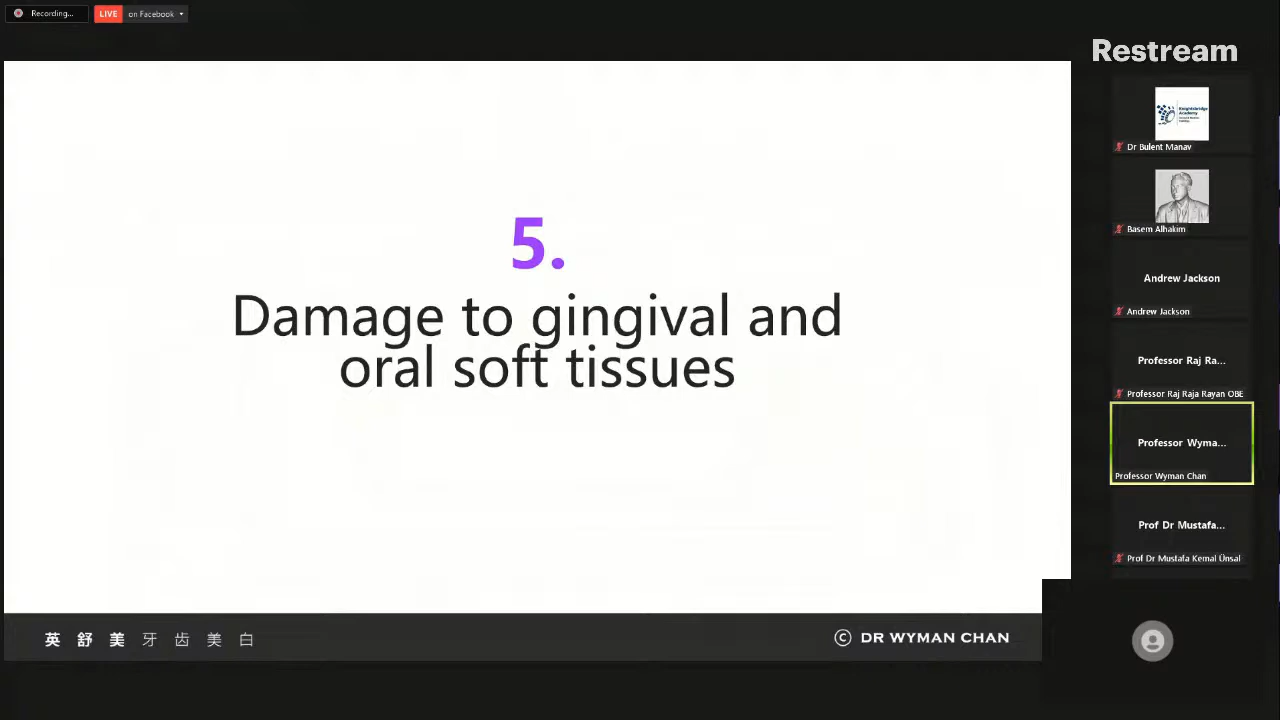 Recording...
LIVE on Facebook
Restream
Knightsbridge
Academy
Dr Bulent Manav
Basem Alhakim
Andrew Jackson
Andrew Jackson
Professor Raj Ra...
Professor Raj Raja Rayan OBE
Professor Wyma...
Professor Wyman Chan
Prof Dr Mustafa...
Prof Dr Mustafa Kemal Ünsal
5.
Damage to gingival and
oral soft tissues
英舒美牙齿美白
© DR WYMAN CHAN